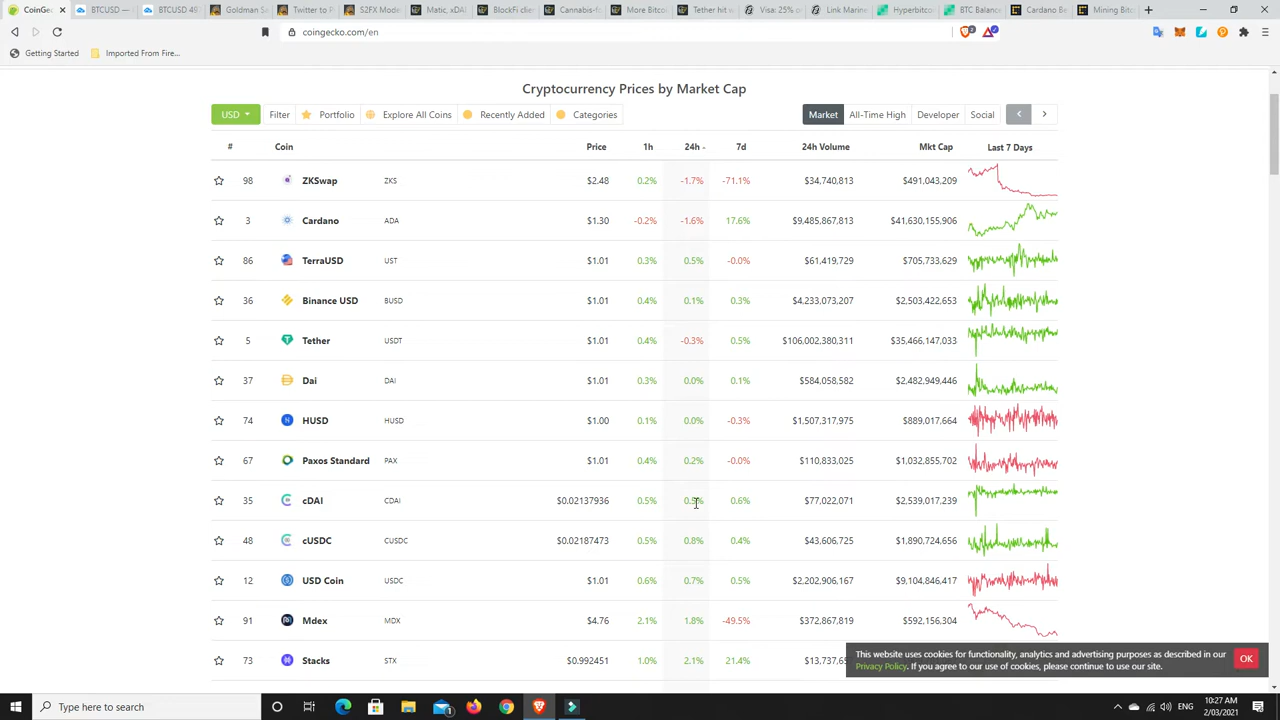 CoinGec
BTCUSD —
BTCUSD 49
Goldman Sa
Twitter to P
S2FX Mode
Matic, xDAI
BlockFi clien
Cannabis-fo
More Bitco
Tether hit w
Visa: 25% o
Link Marine
Hyperbitco
BTC Balanc
Cardano Be
Mining Bitc
coingecko.com/en
Getting Started
Imported From Fire...
Cryptocurrency Prices by Market Cap
USD
Filter
Portfolio
Explore All Coins
Recently Added
Categories
Market
All-Time High
Developer
Social
# Coin Price 1h 24h 7d 24h Volume Mkt Cap Last 7 Days
98 ZKSwap ZKS $2.48 0.2% -1.7% -71.1% $34,740,813 $491,043,209
3 Cardano ADA $1.30 -0.2% -1.6% 17.6% $9,485,867,813 $41,630,155,906
86 TerraUSD UST $1.01 0.3% 0.5% -0.0% $61,419,729 $705,733,629
36 Binance USD BUSD $1.01 0.4% 0.1% 0.3% $4,233,073,207 $2,503,422,653
5 Tether USDT $1.01 0.4% -0.3% 0.5% $106,002,380,311 $35,466,147,033
37 Dai DAI $1.01 0.3% 0.0% 0.1% $584,058,582 $2,482,949,446
74 HUSD HUSD $1.00 0.1% 0.0% -0.3% $1,507,317,975 $889,017,664
67 Paxos Standard PAX $1.01 0.4% 0.2% -0.0% $110,833,025 $1,032,855,702
35 cDAI CDAI $0.02137936 0.5% 0.6% $77,022,071 $2,539,017,239
48 cUSDC CUSDC $0.02187473 0.5% 0.8% 0.4% $43,606,725 $1,890,724,656
12 USD Coin USDC $1.01 0.6% 0.7% 0.5% $2,202,906,167 $9,104,846,417
91 Mdex MDX $4.76 2.1% 1.8% -49.5% $372,867,819 $592,156,304
73 Stacks STX $0.992451 1.0% 2.1% 21.4% $13,737,6
This website uses cookies for functionality, analytics and advertising purposes as described in our
Privacy Policy. If you agree to our use of cookies, please continue to use our site.
OK
Type here to search
ENG
10:27 AM
2/03/2021